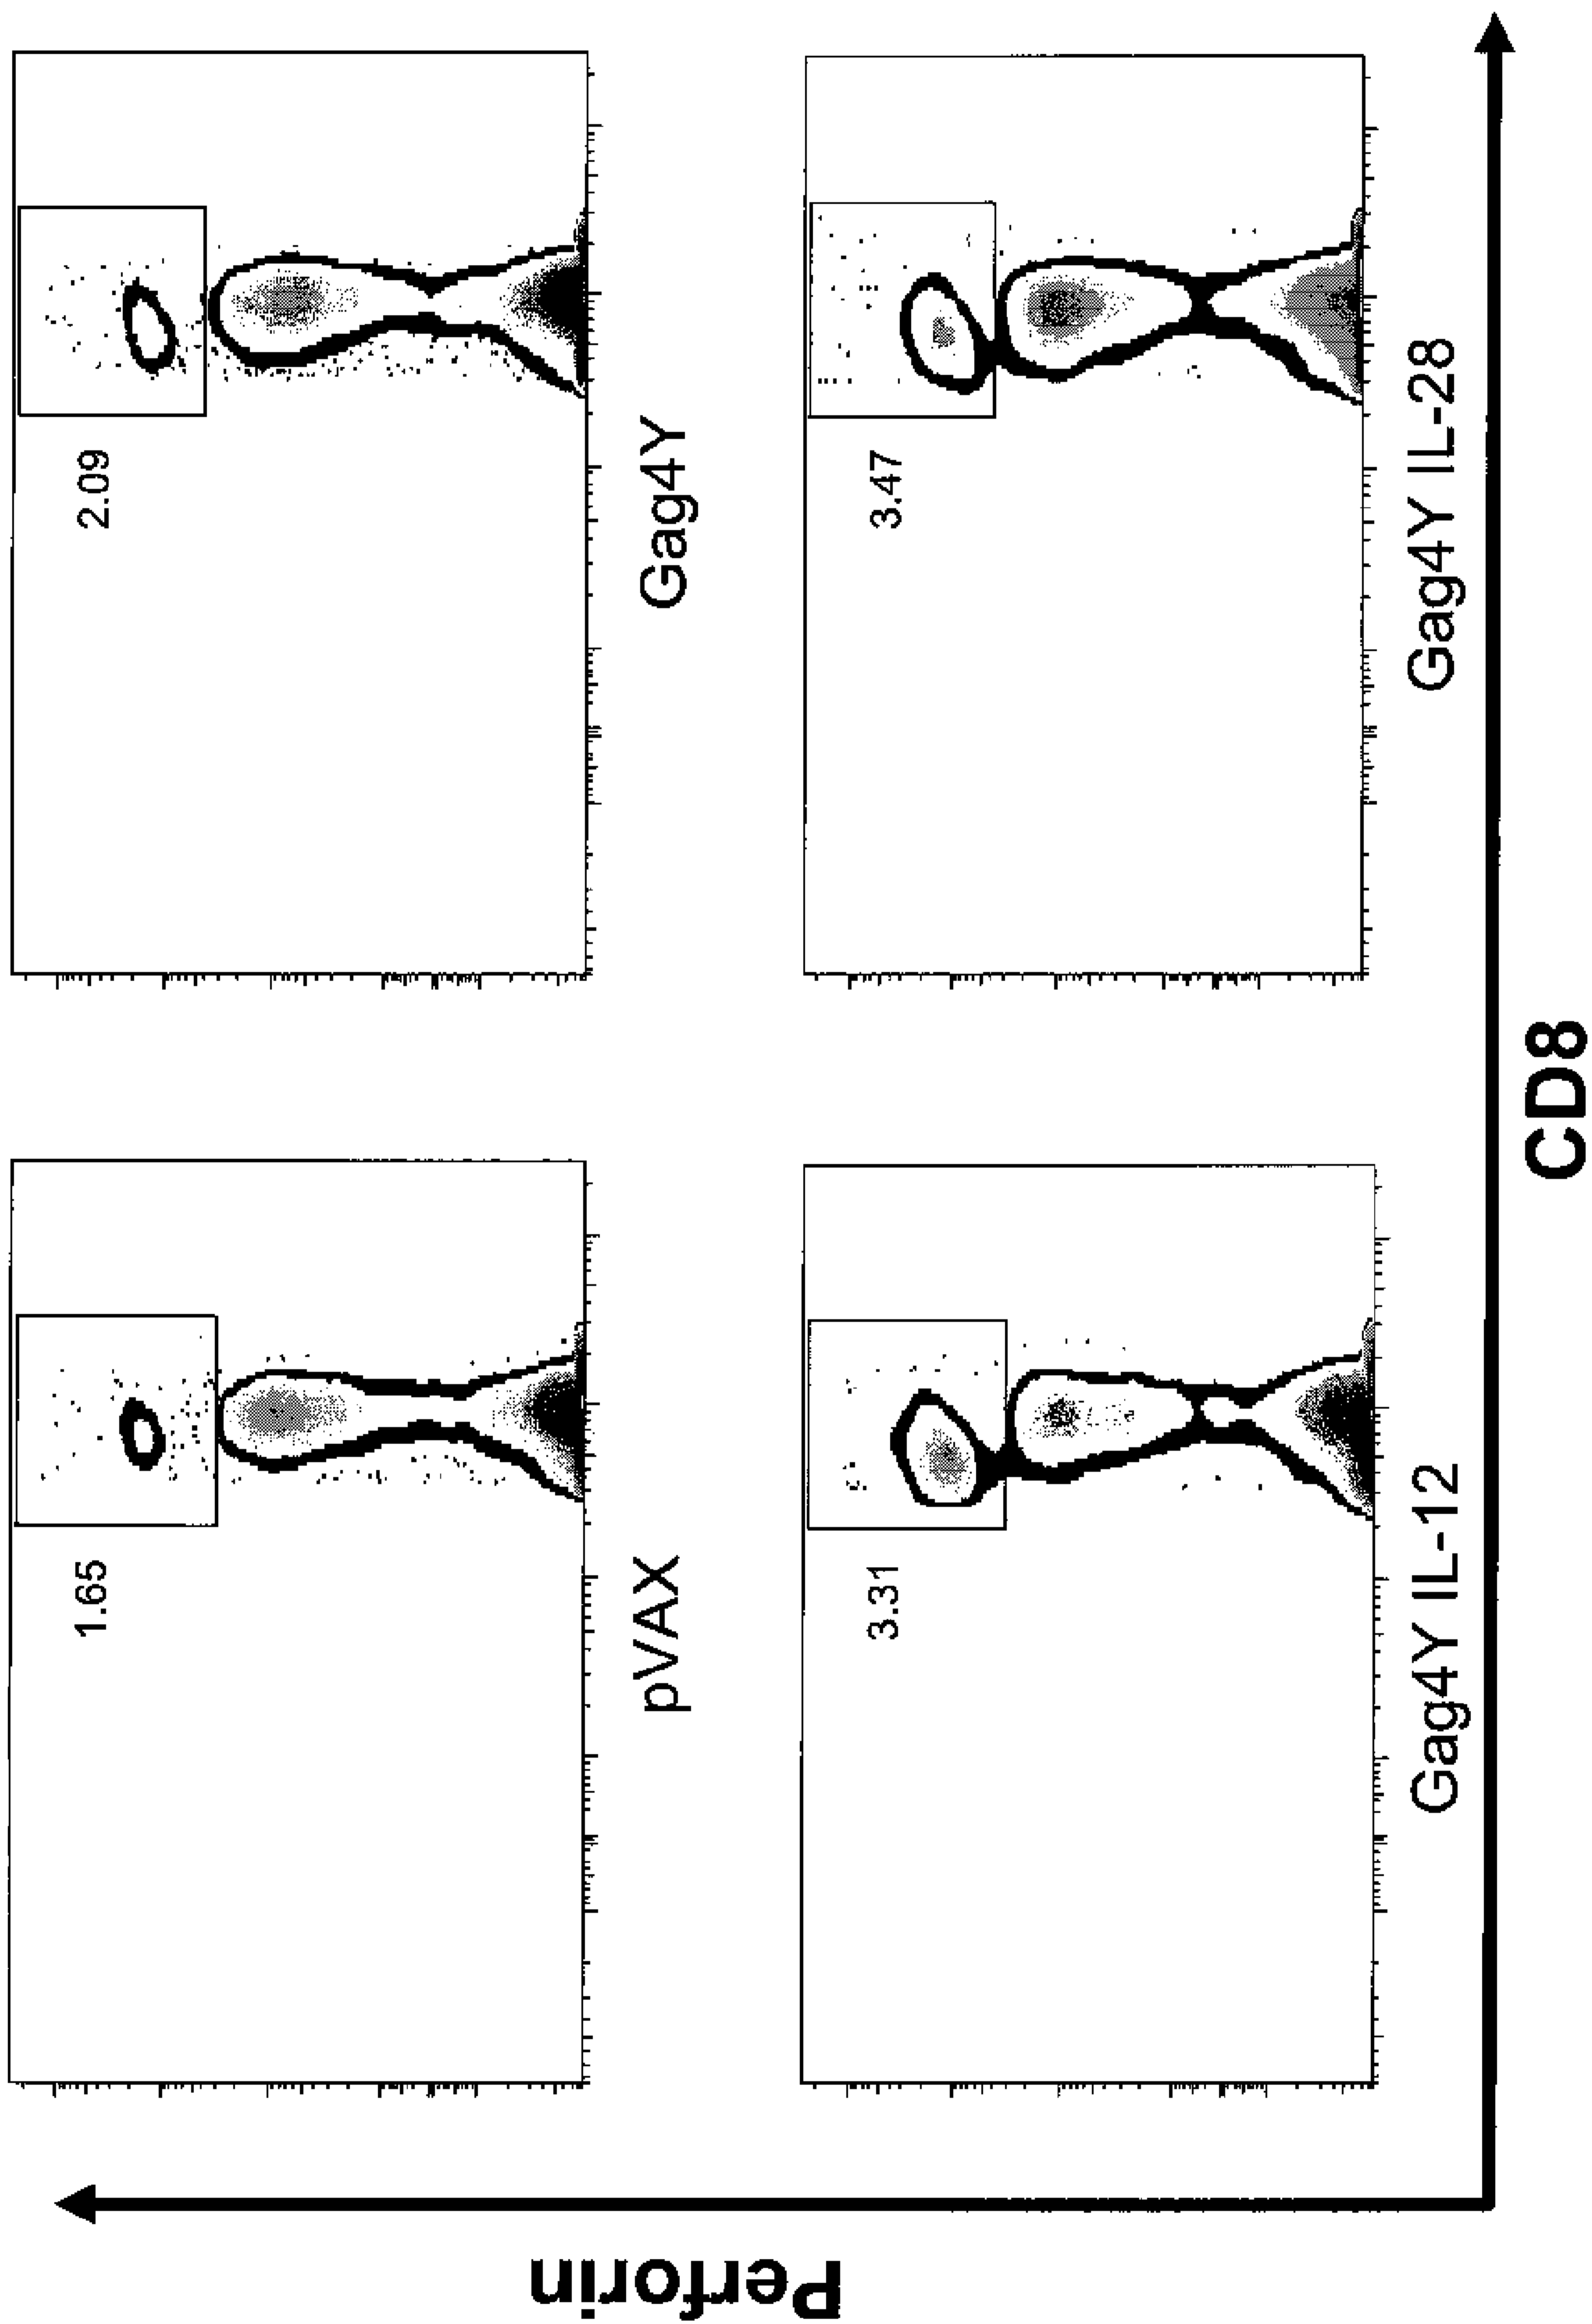 Perforin
1.65
2.09
pVAX
Gag4Y
3.31
3.47
Gag4Y IL-12
Gag4Y IL-28
CD8